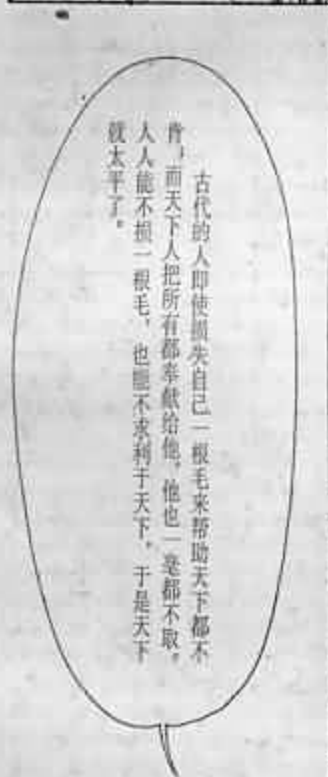 古代的人即使损失自己一根毛来帮助天下都不
肯，而天下人把所有都奉献给他，他也一毫都不取。
人人能不损一根毛，也能不求利于天下，于是天下
就太平了。